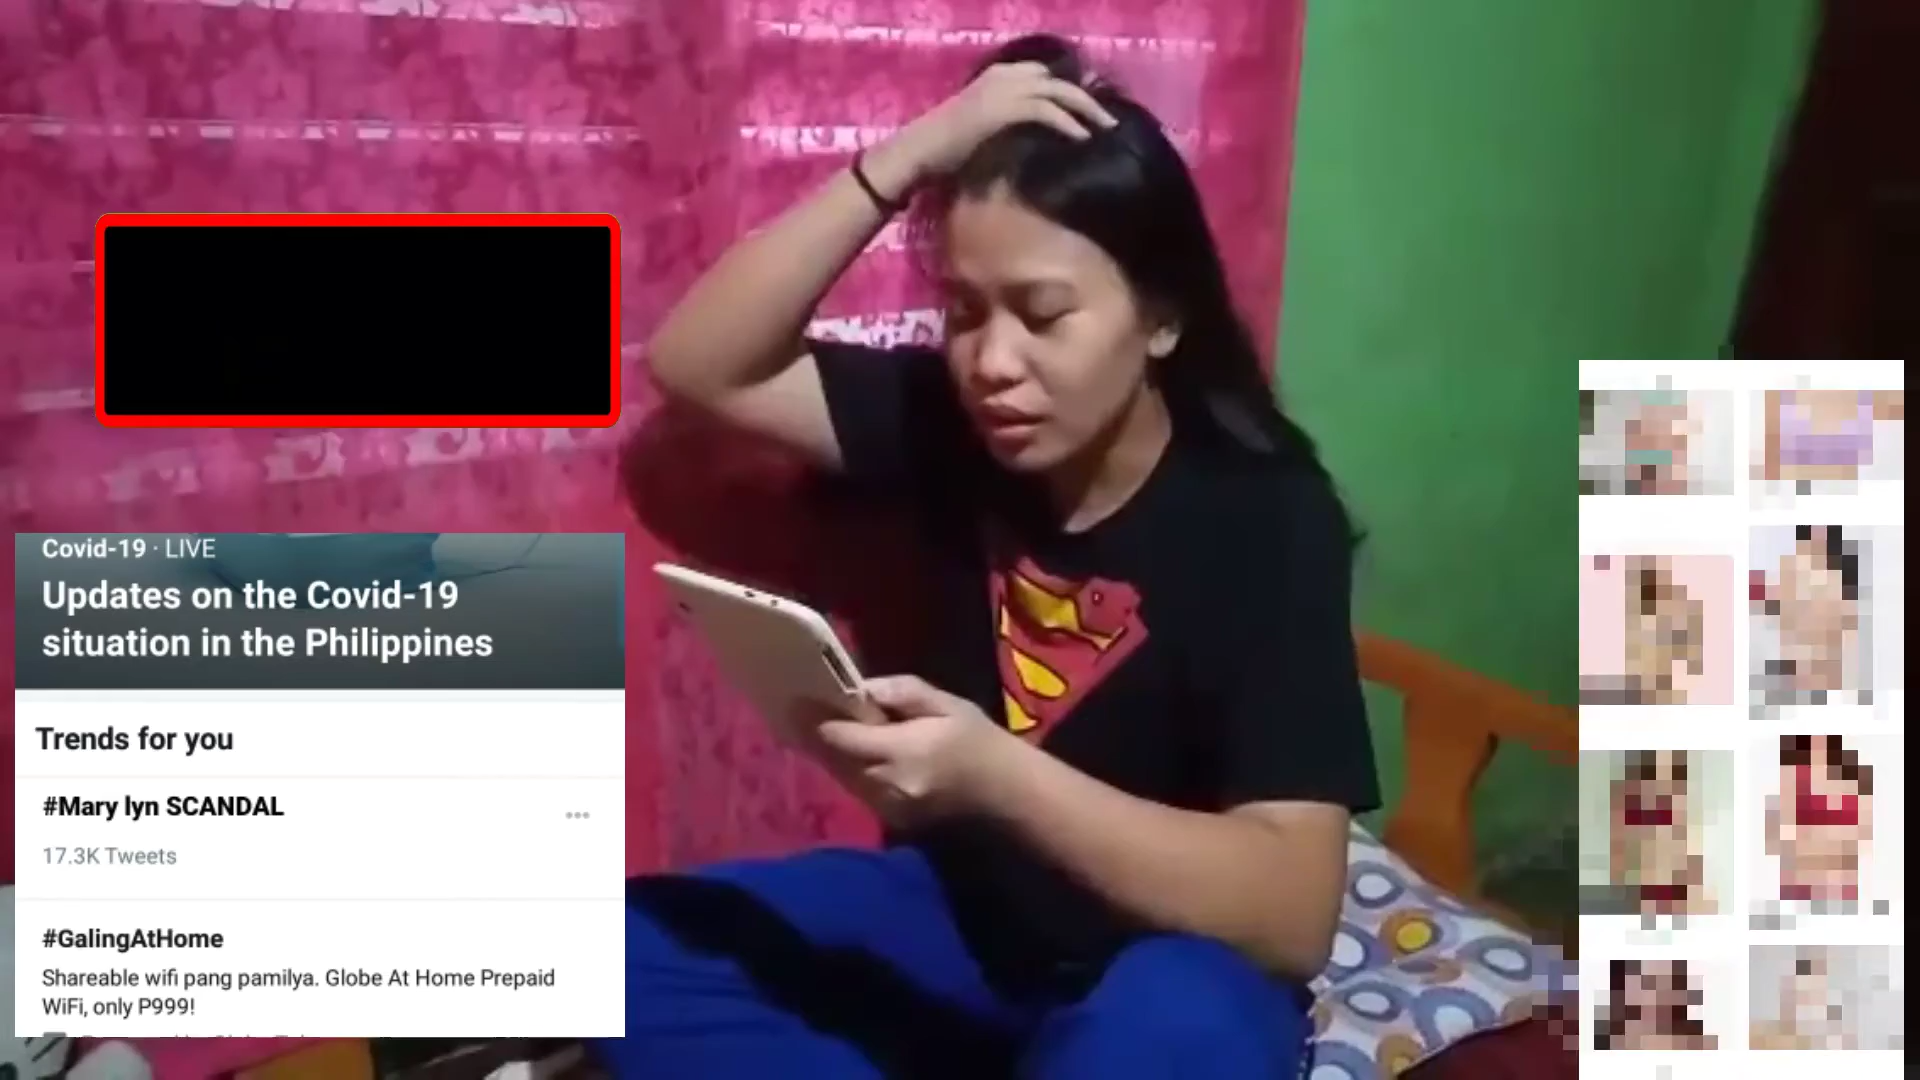 Covid-19 · LIVE
Updates on the Covid-19
situation in the Philippines
Trends for you
#Mary lyn SCANDAL
17.3K Tweets
#GalingAtHome
Shareable wifi pang pamilya. Globe At Home Prepaid
WiFi, only P999!